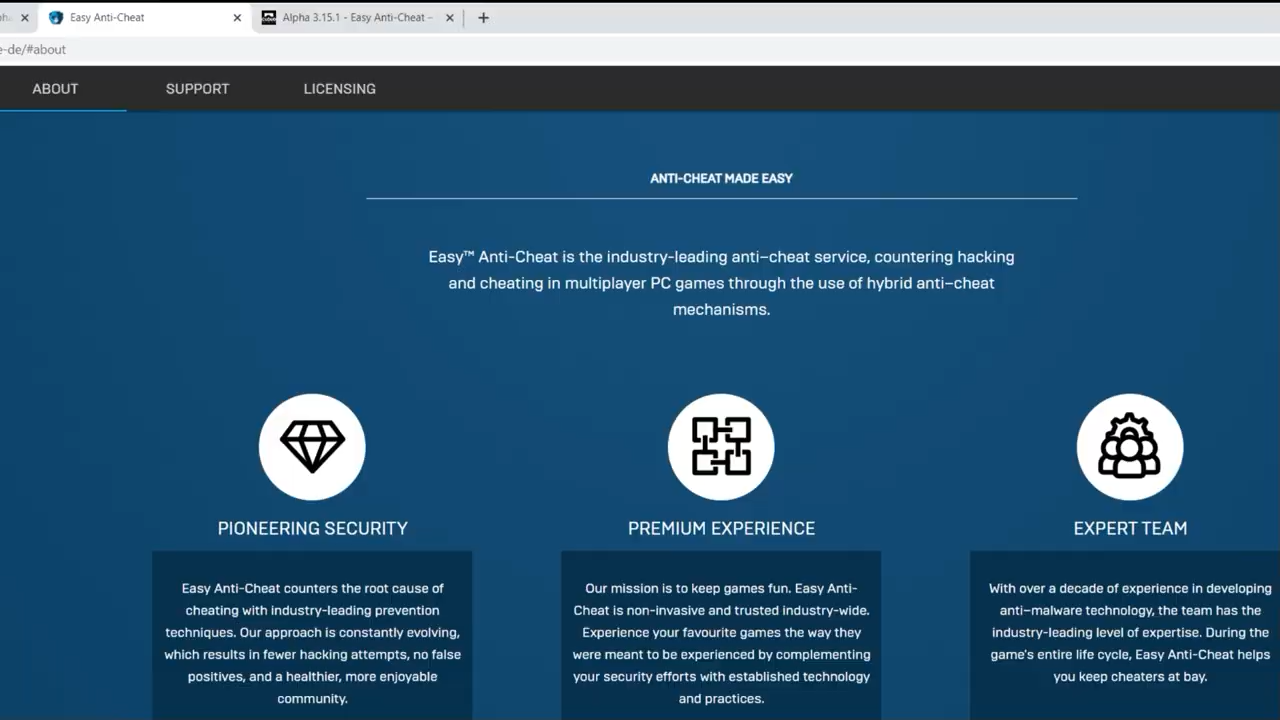 Easy Anti-Cheat
Alpha 3.15.1 - Easy Anti-Cheat –
e-de/#about
ABOUT
SUPPORT
LICENSING
ANTI-CHEAT MADE EASY
Easy™ Anti-Cheat is the industry-leading anti–cheat service, countering hacking
and cheating in multiplayer PC games through the use of hybrid anti–cheat
mechanisms.
PIONEERING SECURITY
Easy Anti-Cheat counters the root cause of
cheating with industry-leading prevention
techniques. Our approach is constantly evolving,
which results in fewer hacking attempts, no false
positives, and a healthier, more enjoyable
community.
PREMIUM EXPERIENCE
Our mission is to keep games fun. Easy Anti-
Cheat is non-invasive and trusted industry-wide.
Experience your favourite games the way they
were meant to be experienced by complementing
your security efforts with established technology
and practices.
EXPERT TEAM
With over a decade of experience in developing
anti–malware technology, the team has the
industry-leading level of expertise. During the
game's entire life cycle, Easy Anti-Cheat helps
you keep cheaters at bay.